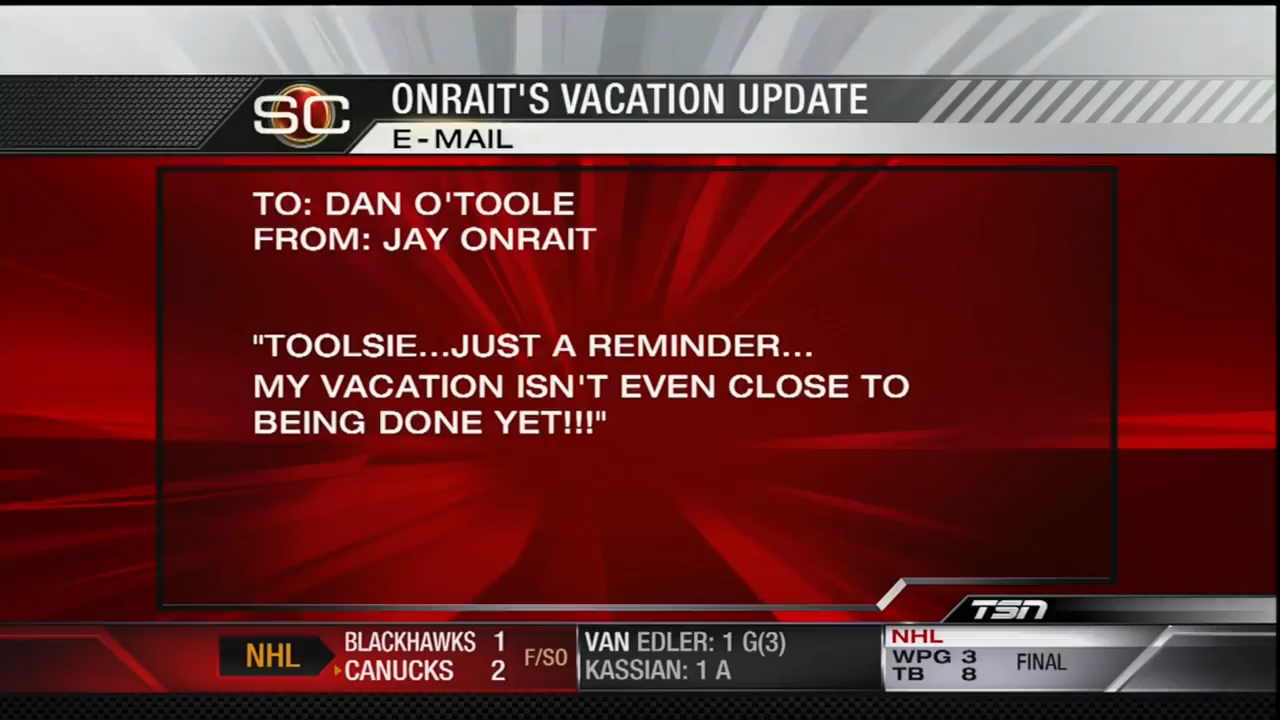 SC
ONRAIT'S VACATION UPDATE
E-MAIL
TO: DAN O'TOOLE
FROM: JAY ONRAIT
"TOOLSIE...JUST A REMINDER...
MY VACATION ISN'T EVEN CLOSE TO
BEING DONE YET!!!"
TSN
NHL
BLACKHAWKS 1
CANUCKS 2
F/SO
VAN EDLER: 1 G(3)
KASSIAN: 1 A
NHL
WPG 3
TB 8
FINAL